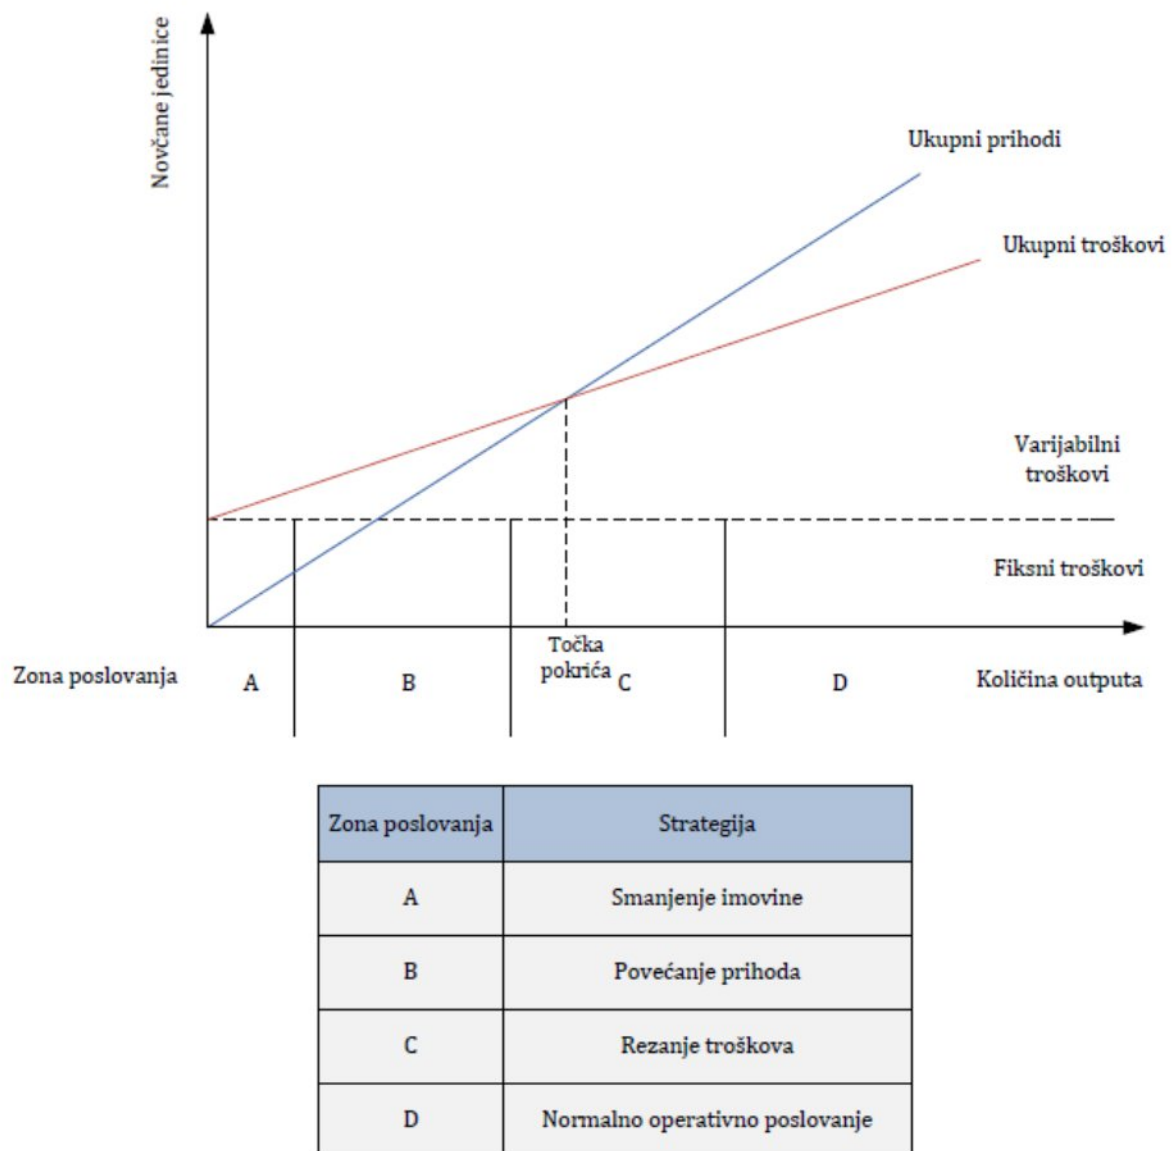 Novčane jedinice
Ukupni prihodi
Ukupni troškovi
Varijabilni
troškovi
Fiksni troškovi
Točka
pokrića
Zona poslovanja
A
B
C
D
Količina outputa
Zona poslovanja Strategija
A Smanjenje imovine
B Povećanje prihoda
C Rezanje troškova
D Normalno operativno poslovanje